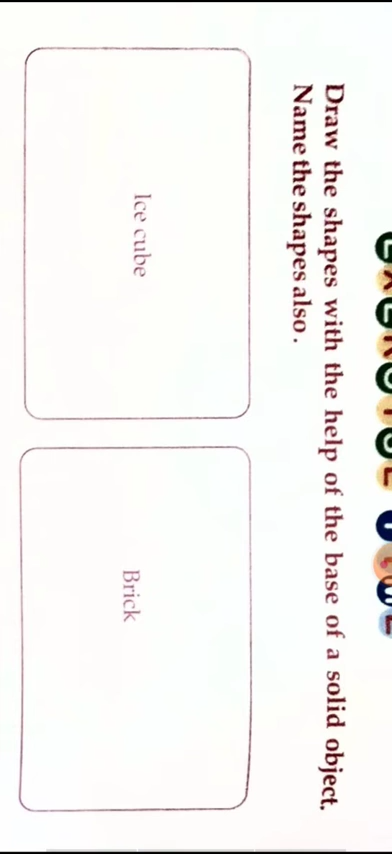 Draw the shapes with the help of the base of a solid object.
Name the shapes also.
Ice cube
Brick